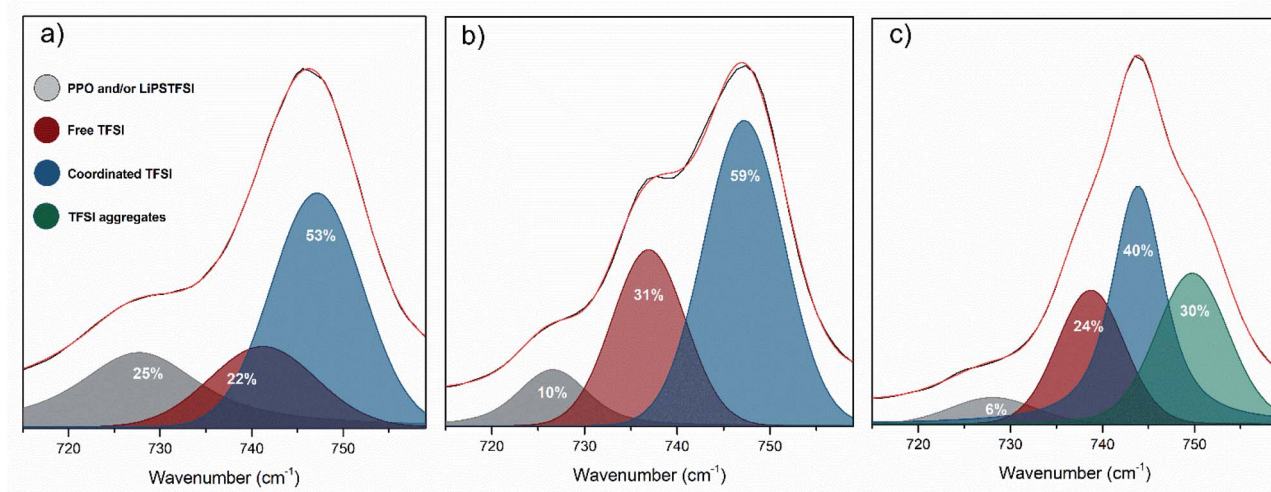 a)
PPO and/or LiPSTFSI
Free TFSI
Coordinated TFSI
TFSI aggregates
25%
22%
53%
720 730 740 750
Wavenumber (cm⁻¹)
b)
10%
31%
59%
720 730 740 750
Wavenumber (cm⁻¹)
c)
6%
24%
40%
30%
720 730 740 750
Wavenumber (cm⁻¹)